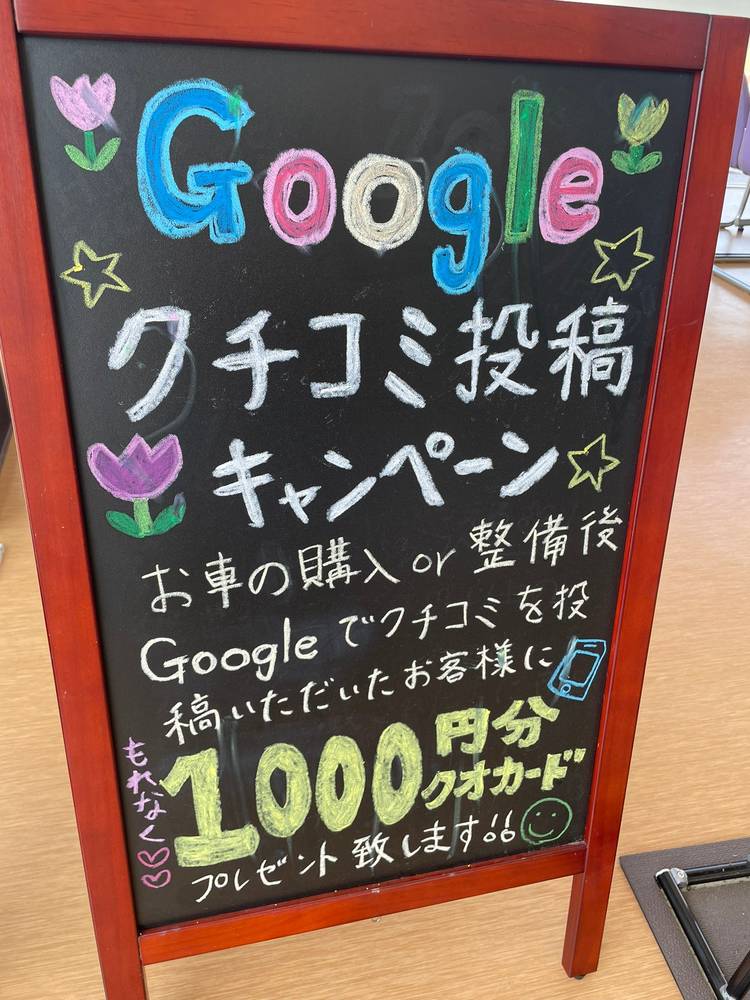 Google
クチコミ投稿
キャンペーン
お車の購入 or 整備後
Googleでクチコミを投
稿いただいたお客様に
もれなく♡♡
1000円分
クオカード
プレゼント致します!!